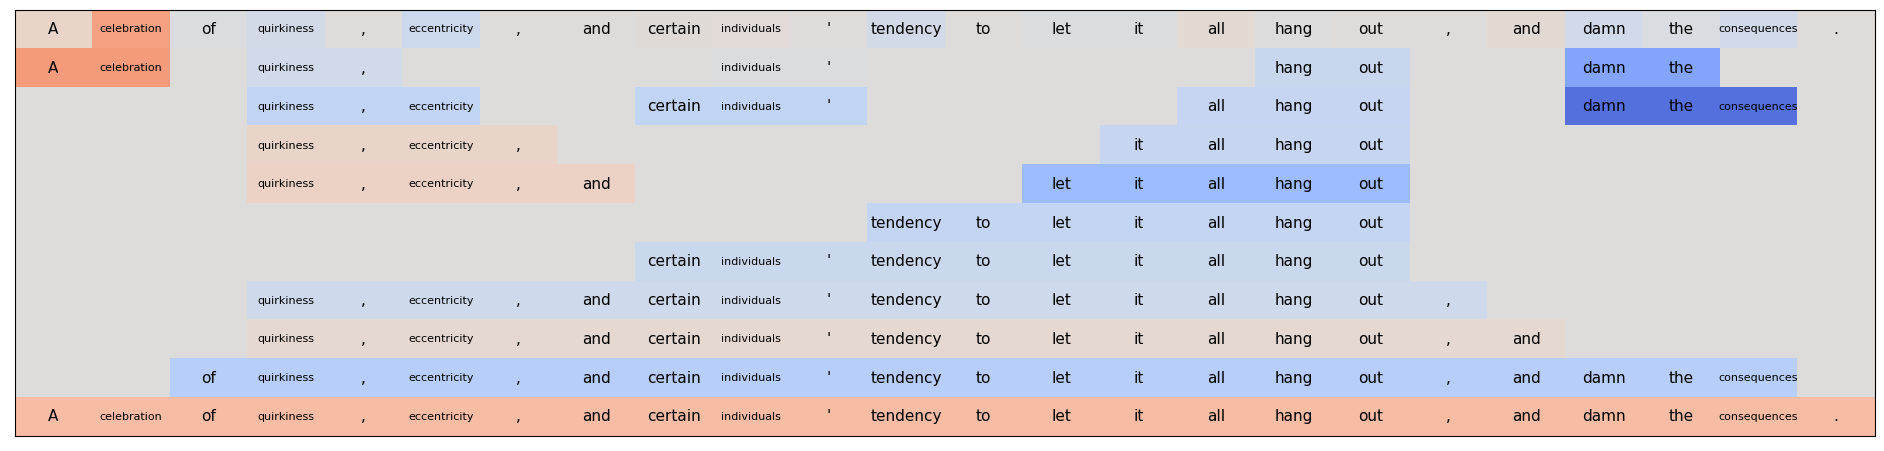 A celebration of quirkiness , eccentricity , and certain individuals ' tendency to let it all hang out , and damn the consequences .
A celebration quirkiness , individuals ' hang out damn the
quirkiness , eccentricity certain individuals ' all hang out damn the consequences
quirkiness , eccentricity , it all hang out
quirkiness , eccentricity , and let it all hang out
tendency to let it all hang out
certain individuals ' tendency to let it all hang out
quirkiness , eccentricity , and certain individuals ' tendency to let it all hang out ,
quirkiness , eccentricity , and certain individuals ' tendency to let it all hang out , and
of quirkiness , eccentricity , and certain individuals ' tendency to let it all hang out , and damn the consequences
A celebration of quirkiness , eccentricity , and certain individuals ' tendency to let it all hang out , and damn the consequences .